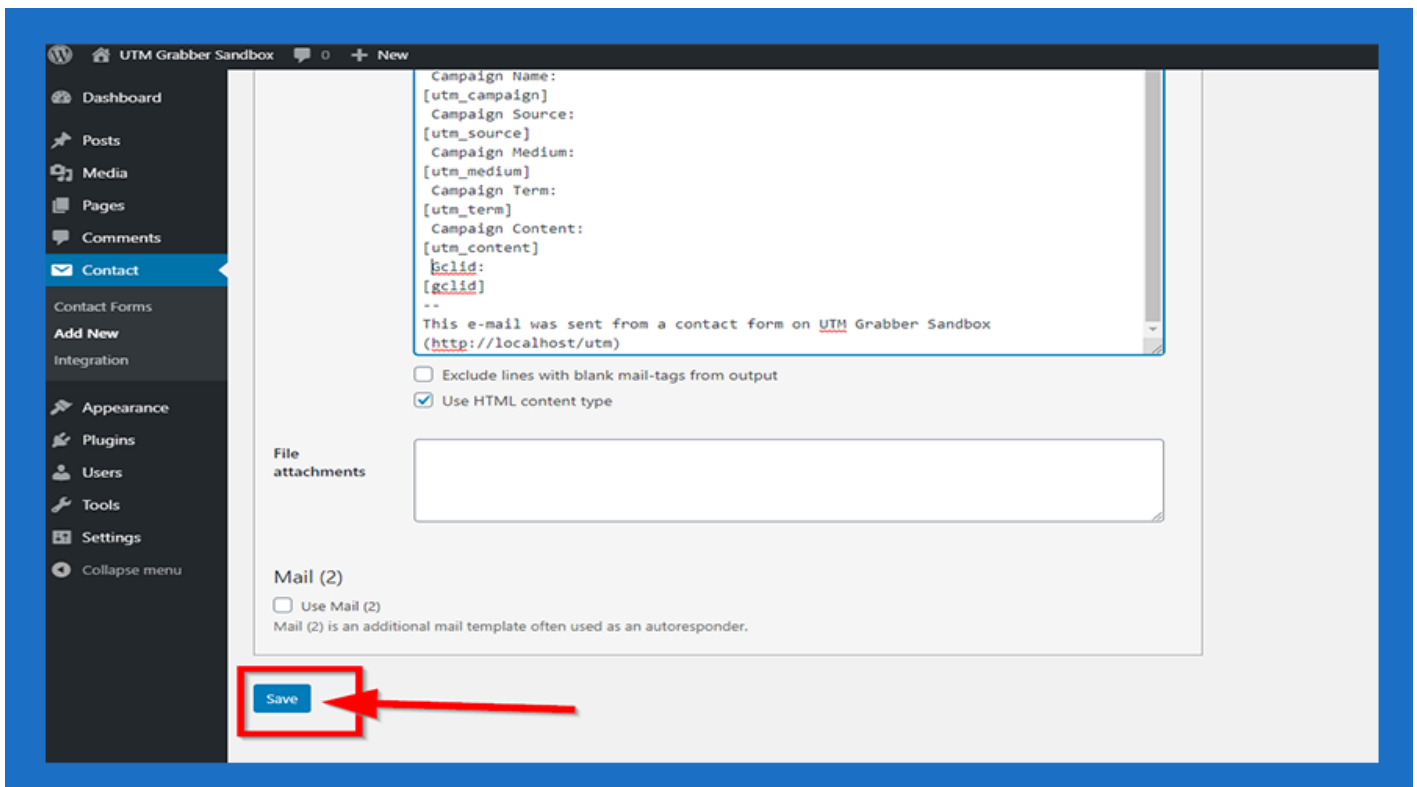 UTM Grabber Sandbox 0 + New
Dashboard
Posts
Media
Pages
Comments
Contact
Contact Forms
Add New
Integration
Appearance
Plugins
Users
Tools
Settings
Collapse menu
Campaign Name:
[utm_campaign]
Campaign Source:
[utm_source]
Campaign Medium:
[utm_medium]
Campaign Term:
[utm_term]
Campaign Content:
[utm_content]
Gclid:
[gclid]
--
This e-mail was sent from a contact form on UTM Grabber Sandbox
(http://localhost/utm)
Exclude lines with blank mail-tags from output
Use HTML content type
File
attachments
Mail (2)
Use Mail (2)
Mail (2) is an additional mail template often used as an autoresponder.
Save